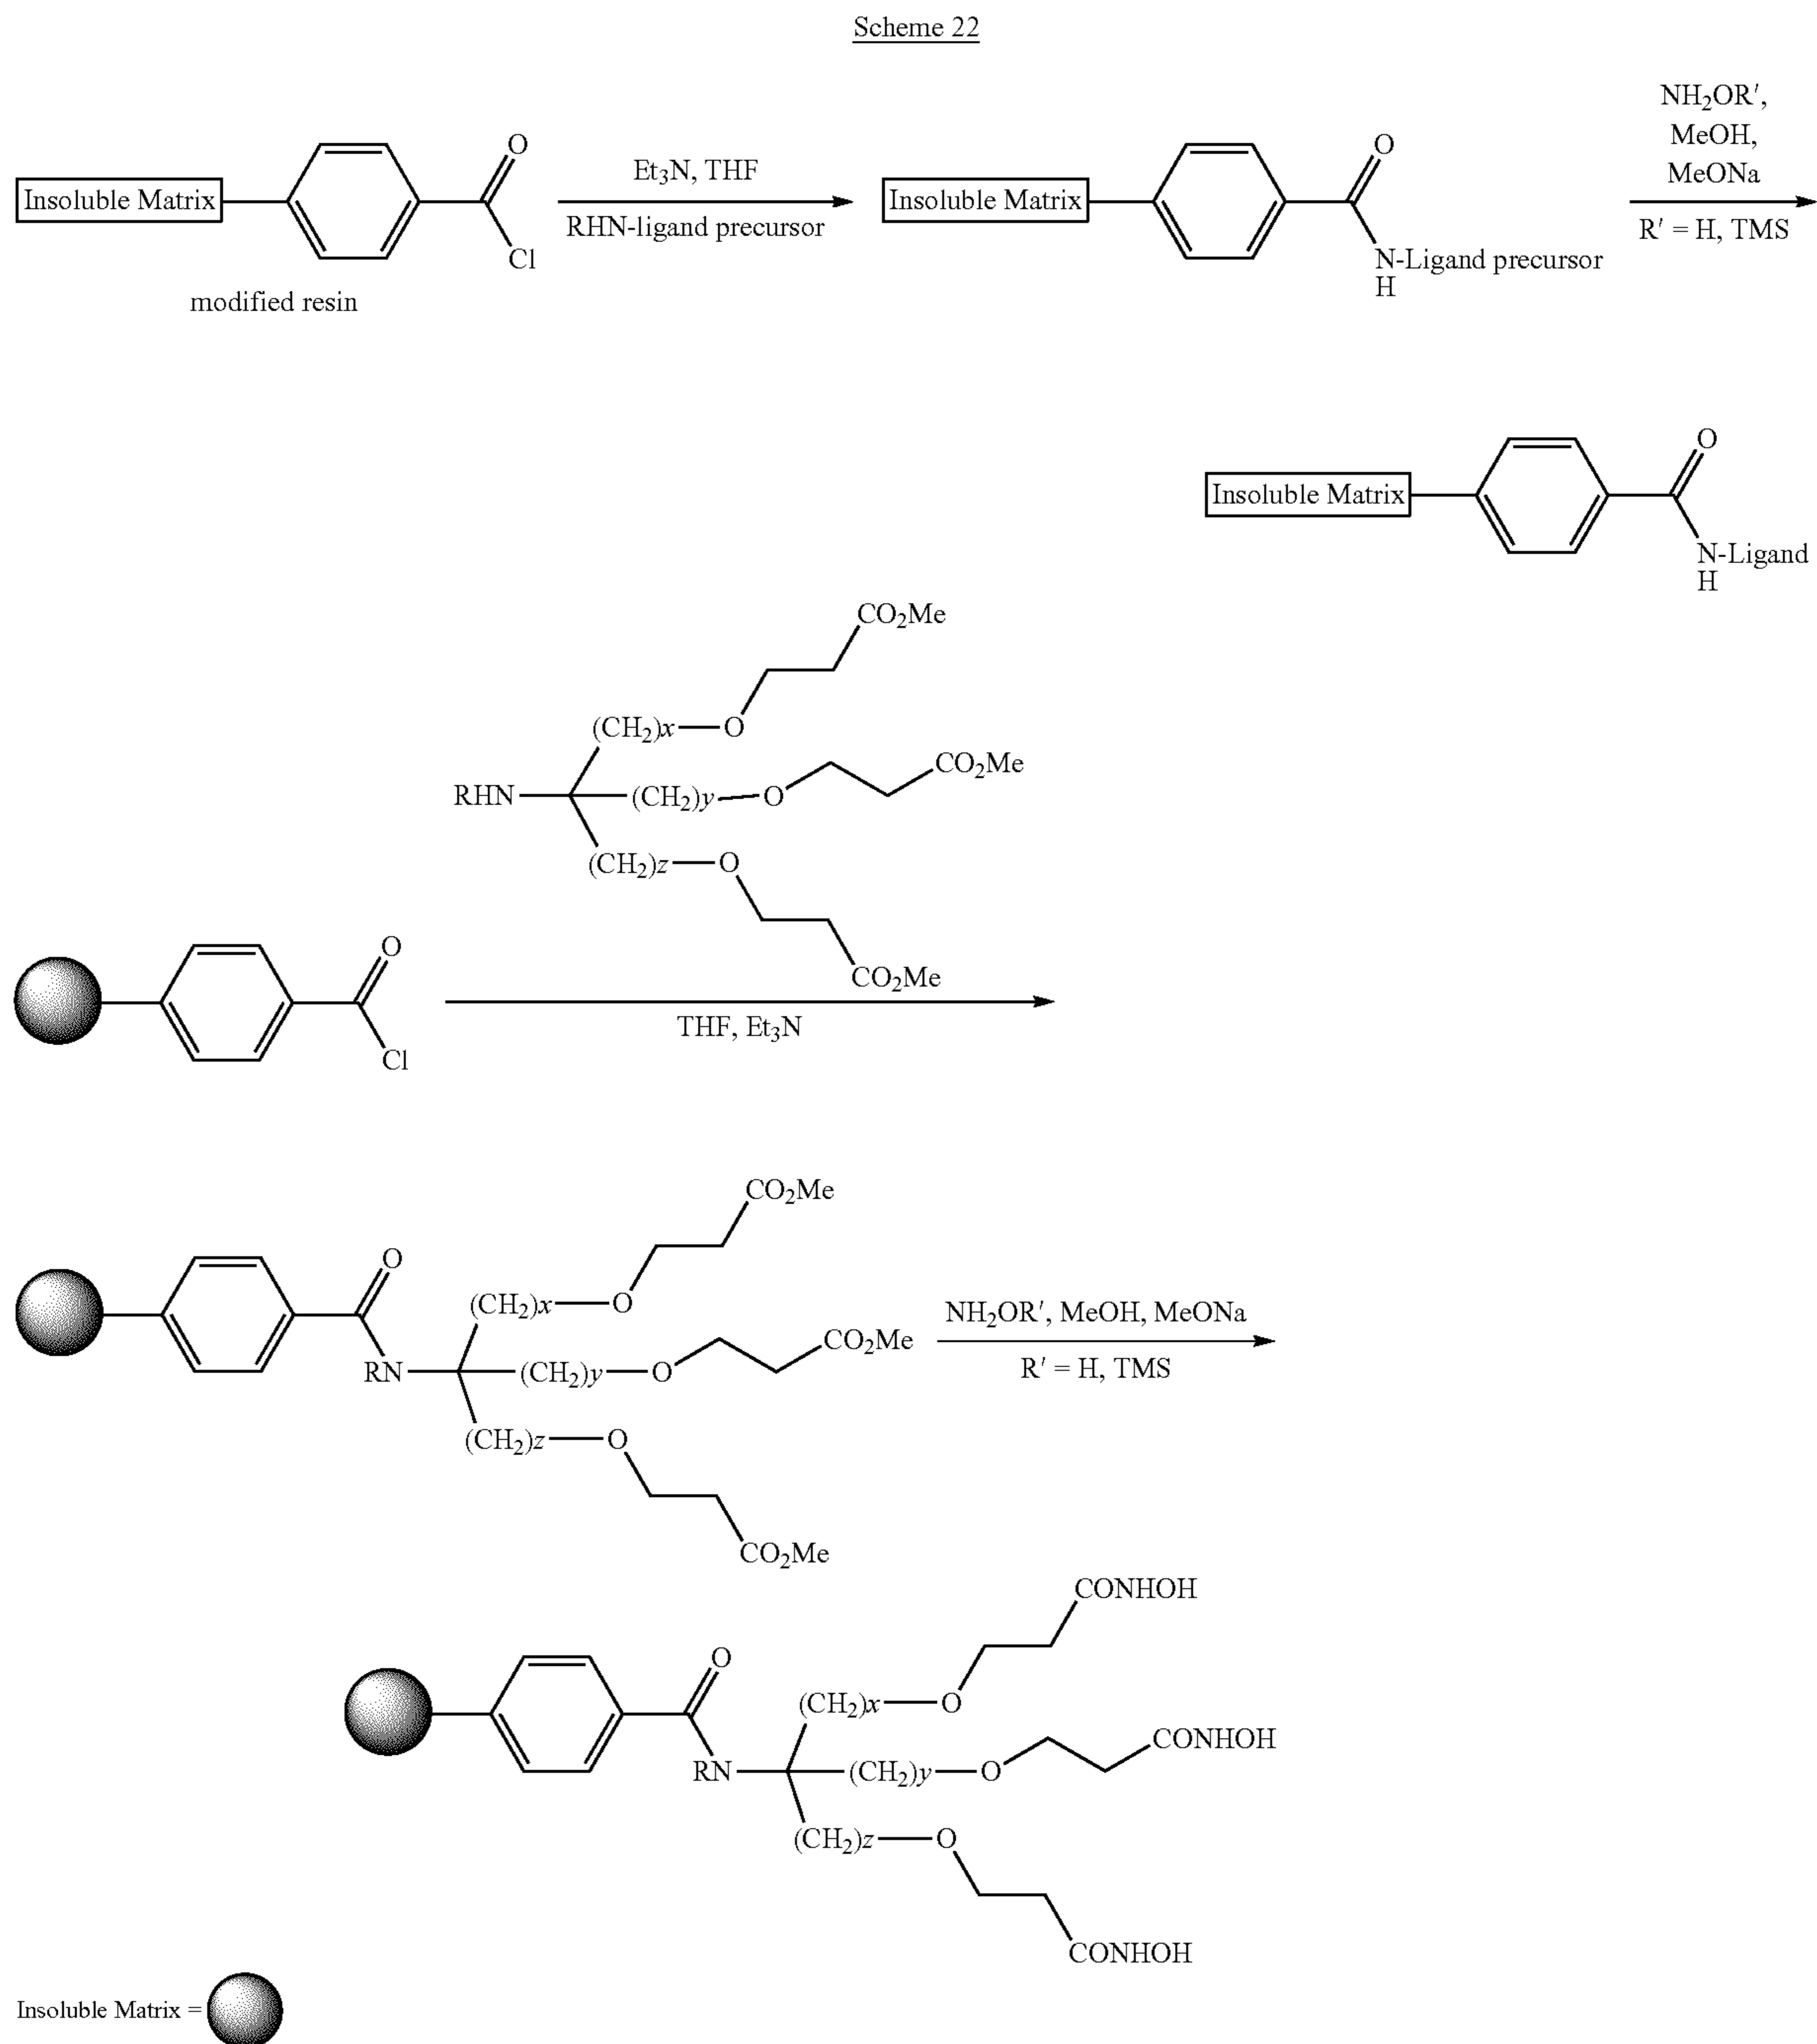 Scheme 22
NH₂OR′,
MeOH,
MeONa
R′ = H, TMS
Insoluble Matrix
O
Cl
modified resin
Et₃N, THF
RHN-ligand precursor
Insoluble Matrix
O
N-Ligand precursor
H
Insoluble Matrix
O
N-Ligand
H
CO₂Me
(CH₂)x
O
CO₂Me
RHN
(CH₂)y
O
(CH₂)z
O
CO₂Me
O
Cl
THF, Et₃N
CO₂Me
O
(CH₂)x
O
CO₂Me
RN
(CH₂)y
O
(CH₂)z
O
CO₂Me
NH₂OR′, MeOH, MeONa
R′ = H, TMS
CONHOH
O
(CH₂)x
O
CONHOH
RN
(CH₂)y
O
(CH₂)z
O
CONHOH
Insoluble Matrix =